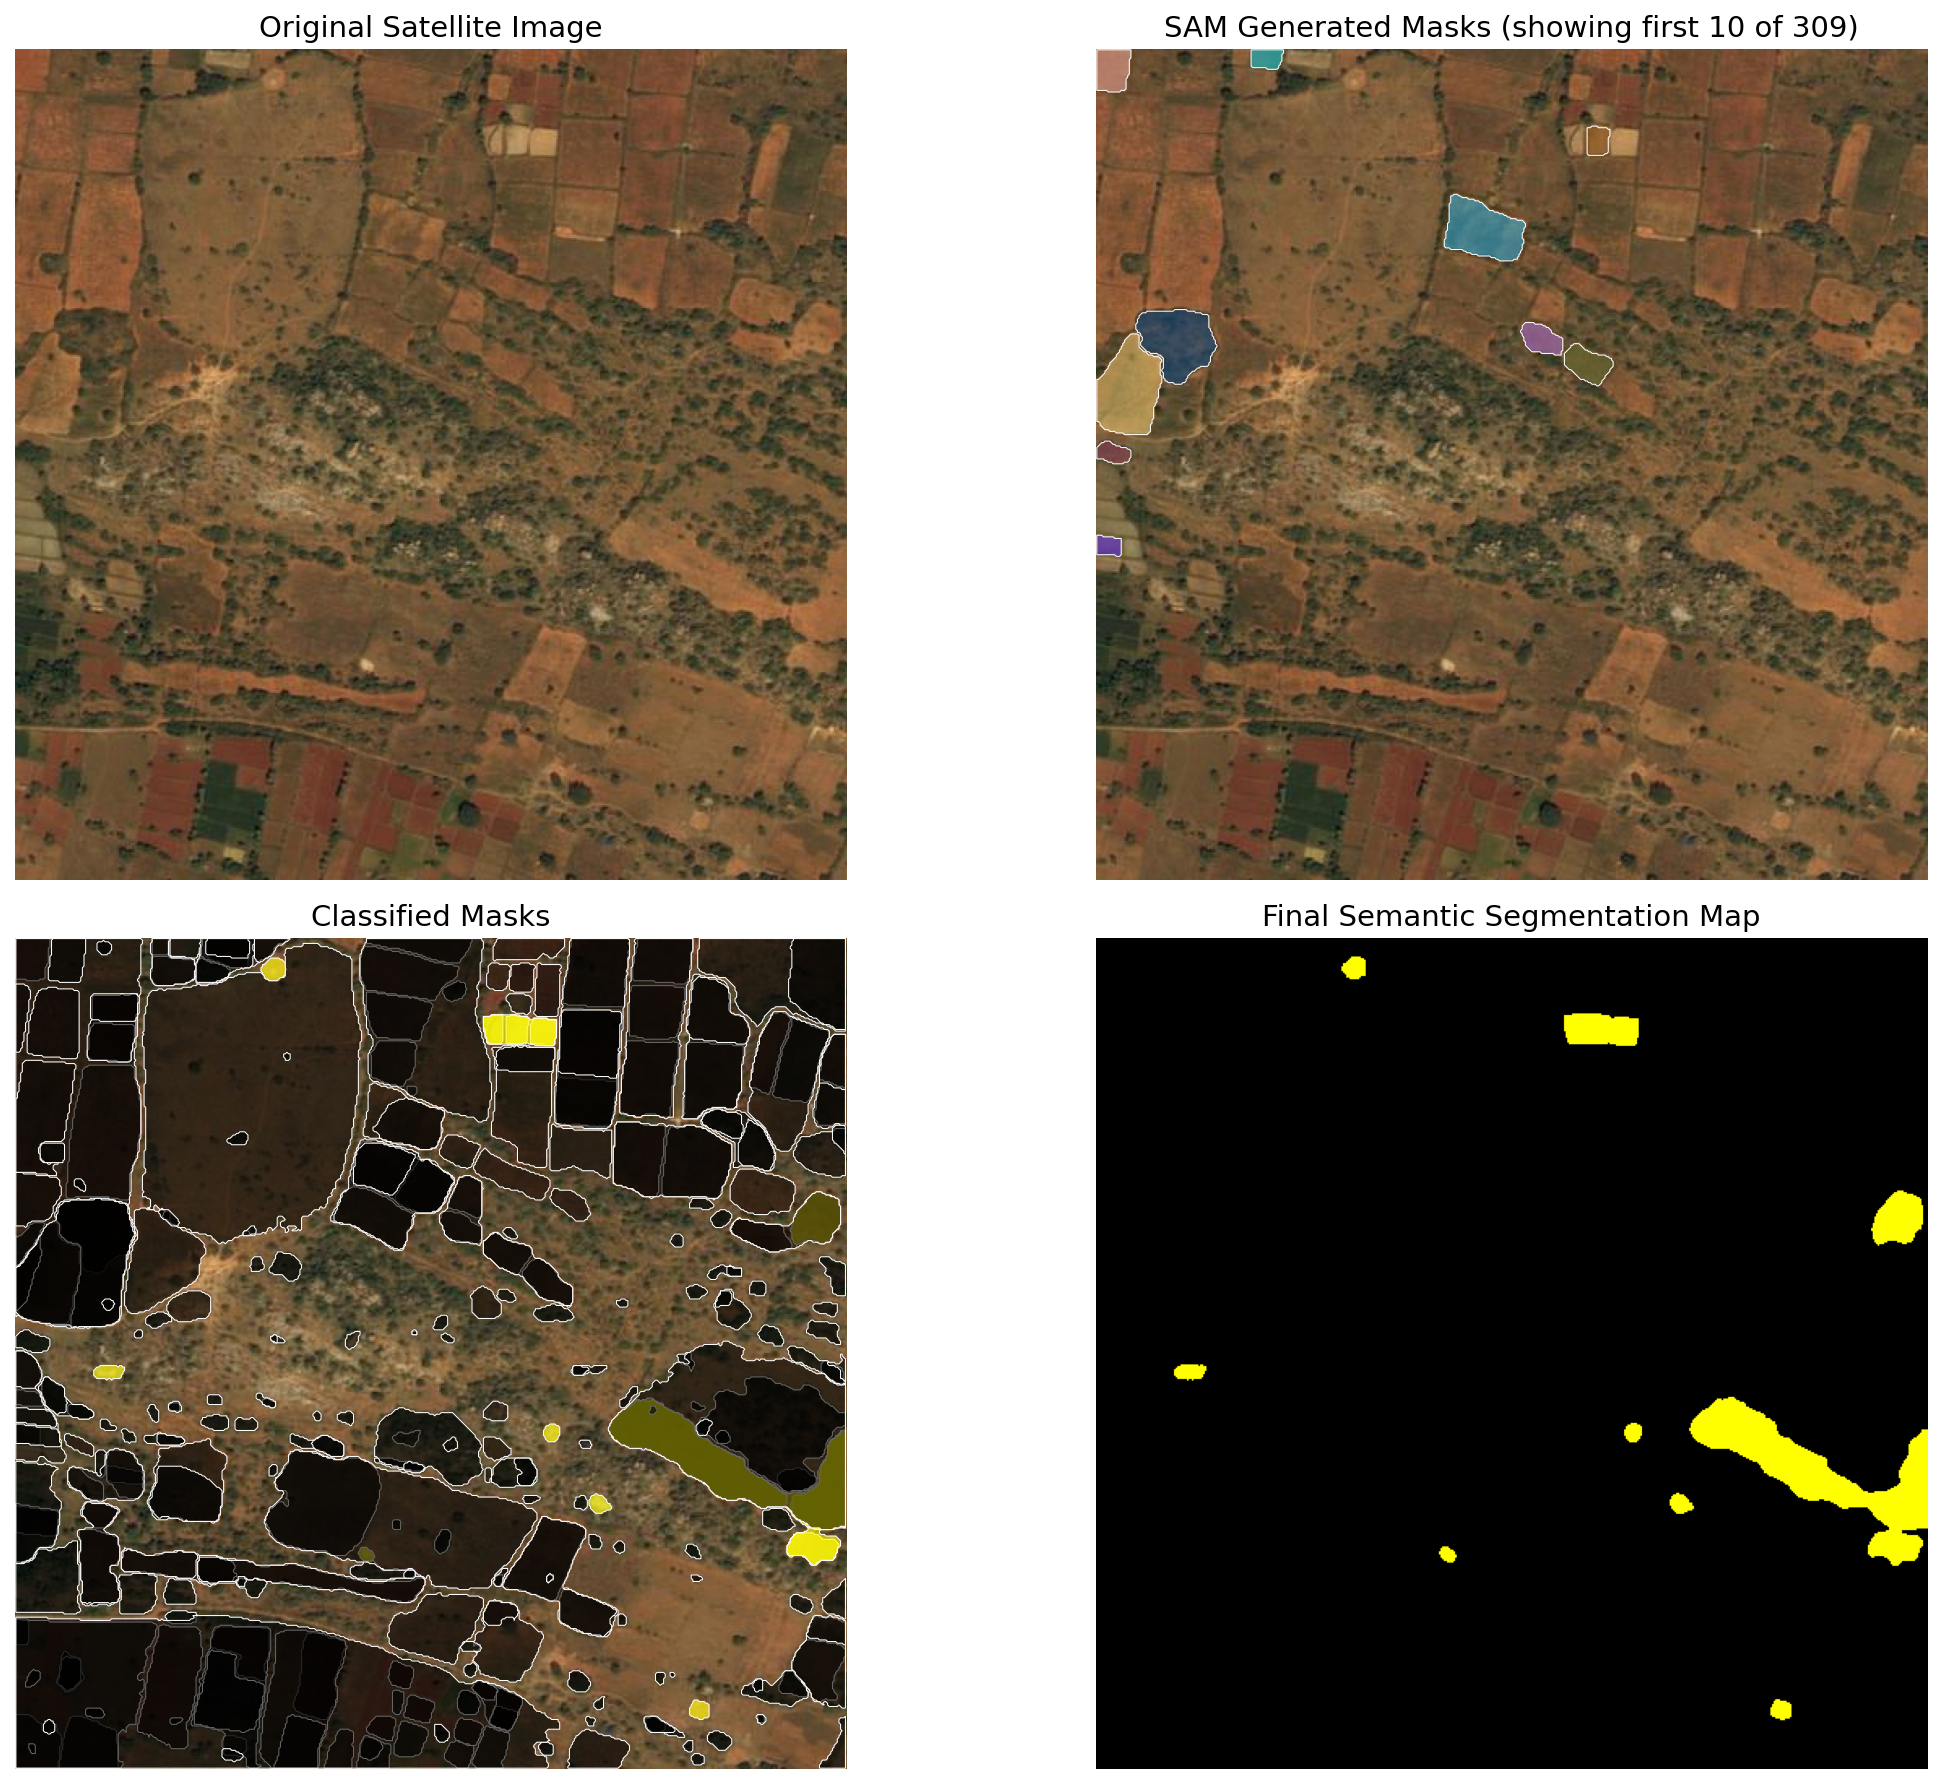 Original Satellite Image
SAM Generated Masks (showing first 10 of 309)
Classified Masks
Final Semantic Segmentation Map